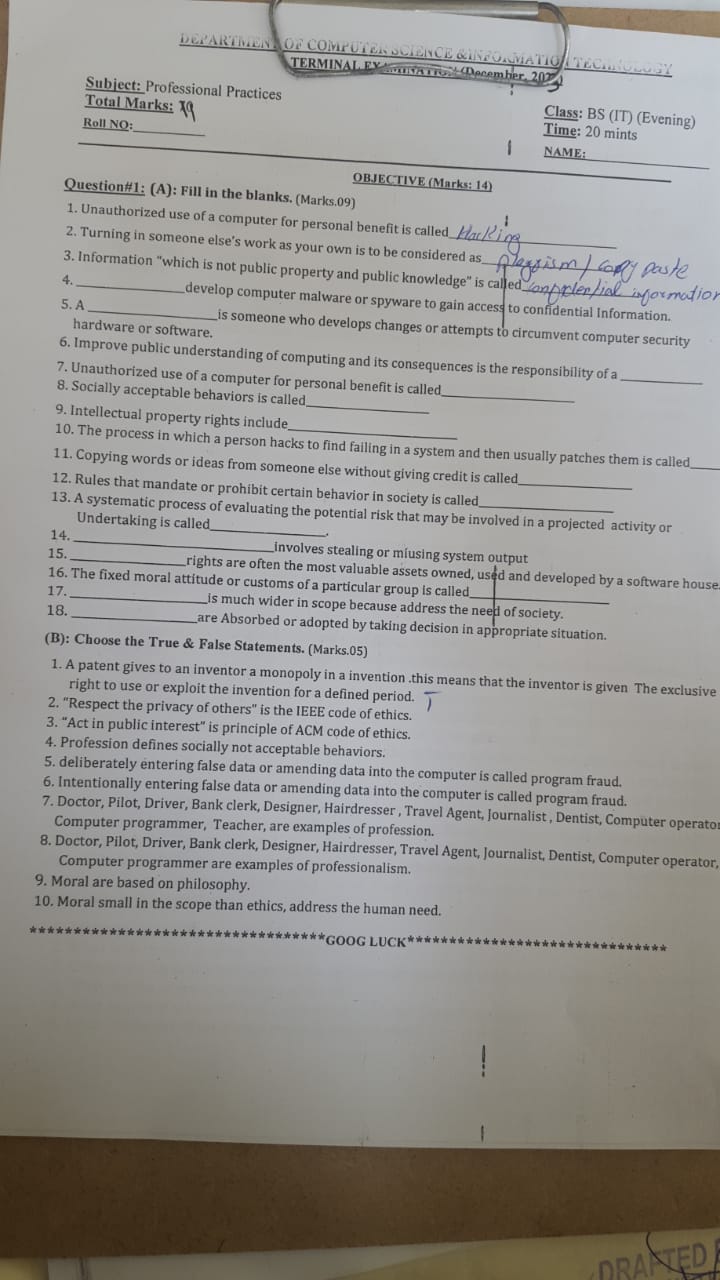 DEPARTMENT OF COMPUTER SCIENCE &INFORMATION TECHNOLOGY
TERMINAL EXAMINATION (December, 202
Subject: Professional Practices
Class: BS (IT) (Evening)
Total Marks:
Time: 20 mints
Roll NO:____________
NAME:____________
OBJECTIVE (Marks: 14)
Question#1: (A): Fill in the blanks. (Marks.09)
1. Unauthorized use of a computer for personal benefit is called Hacking
2. Turning in someone else's work as your own is to be considered as / copy paste
3. Information "which is not public property and public knowledge" is called information
4. ______________develop computer malware or spyware to gain access to confidential Information.
5. A ________________is someone who develops changes or attempts to circumvent computer security
hardware or software.
6. Improve public understanding of computing and its consequences is the responsibility of a ___________
7. Unauthorized use of a computer for personal benefit is called__________________
8. Socially acceptable behaviors is called_________________
9. Intellectual property rights include_______________________
10. The process in which a person hacks to find failing in a system and then usually patches them is called____
11. Copying words or ideas from someone else without giving credit is called_______________
12. Rules that mandate or prohibit certain behavior in society is called__________________
13. A systematic process of evaluating the potential risk that may be involved in a projected activity or
Undertaking is called_______________.
14. __________________________involves stealing or miusing system output
15. _______________rights are often the most valuable assets owned, used and developed by a software house.
16. The fixed moral attitude or customs of a particular group is called__________________
17. __________________is much wider in scope because address the need of society.
18. ________________are Absorbed or adopted by taking decision in appropriate situation.
(B): Choose the True & False Statements. (Marks.05)
1. A patent gives to an inventor a monopoly in a invention .this means that the inventor is given The exclusive
right to use or exploit the invention for a defined period. T
2. "Respect the privacy of others" is the IEEE code of ethics.
3. "Act in public interest" is principle of ACM code of ethics.
4. Profession defines socially not acceptable behaviors.
5. deliberately entering false data or amending data into the computer is called program fraud.
6. Intentionally entering false data or amending data into the computer is called program fraud.
7. Doctor, Pilot, Driver, Bank clerk, Designer, Hairdresser , Travel Agent, Journalist , Dentist, Computer operator
Computer programmer, Teacher, are examples of profession.
8. Doctor, Pilot, Driver, Bank clerk, Designer, Hairdresser, Travel Agent, Journalist, Dentist, Computer operator,
Computer programmer are examples of professionalism.
9. Moral are based on philosophy.
10. Moral small in the scope than ethics, address the human need.
***********************************GOOG LUCK*******************************
DRAFTED